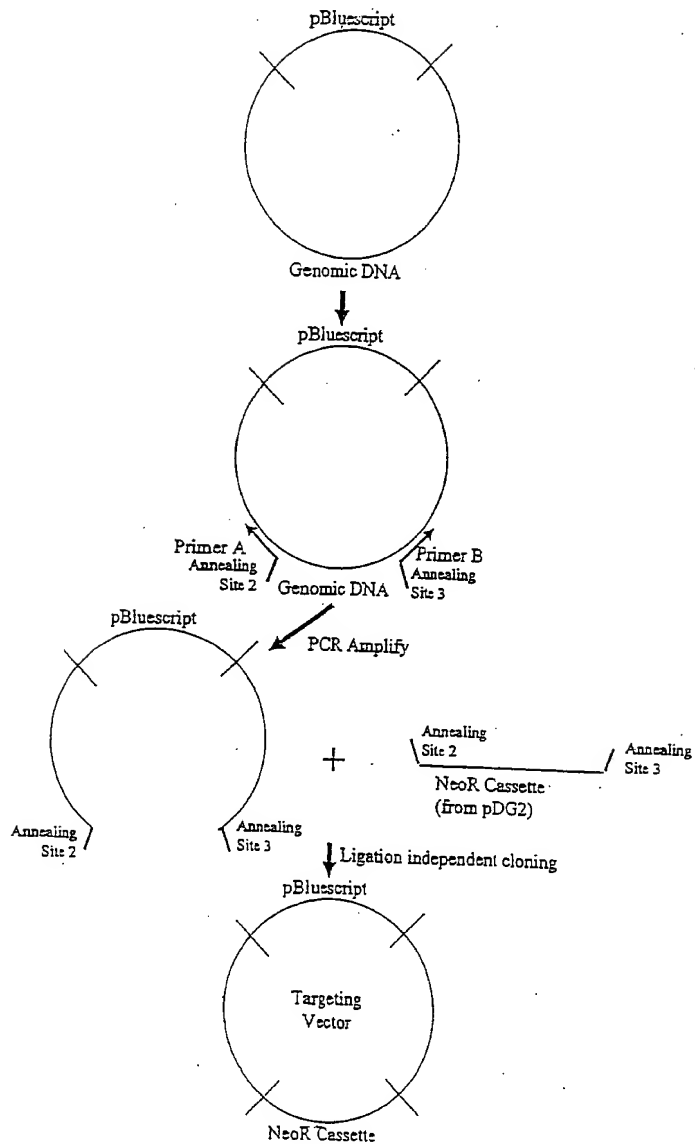 pBluescript
Genomic DNA
pBluescript
Primer A
Annealing
Site 2
Primer B
Annealing
Site 3
Genomic DNA
pBluescript
PCR Amplify
Annealing
Site 2
Annealing
Site 3
+
Annealing
Site 2
Annealing
Site 3
NeoR Cassette
(from pDG2)
Ligation independent cloning
pBluescript
Targeting
Vector
NeoR Cassette